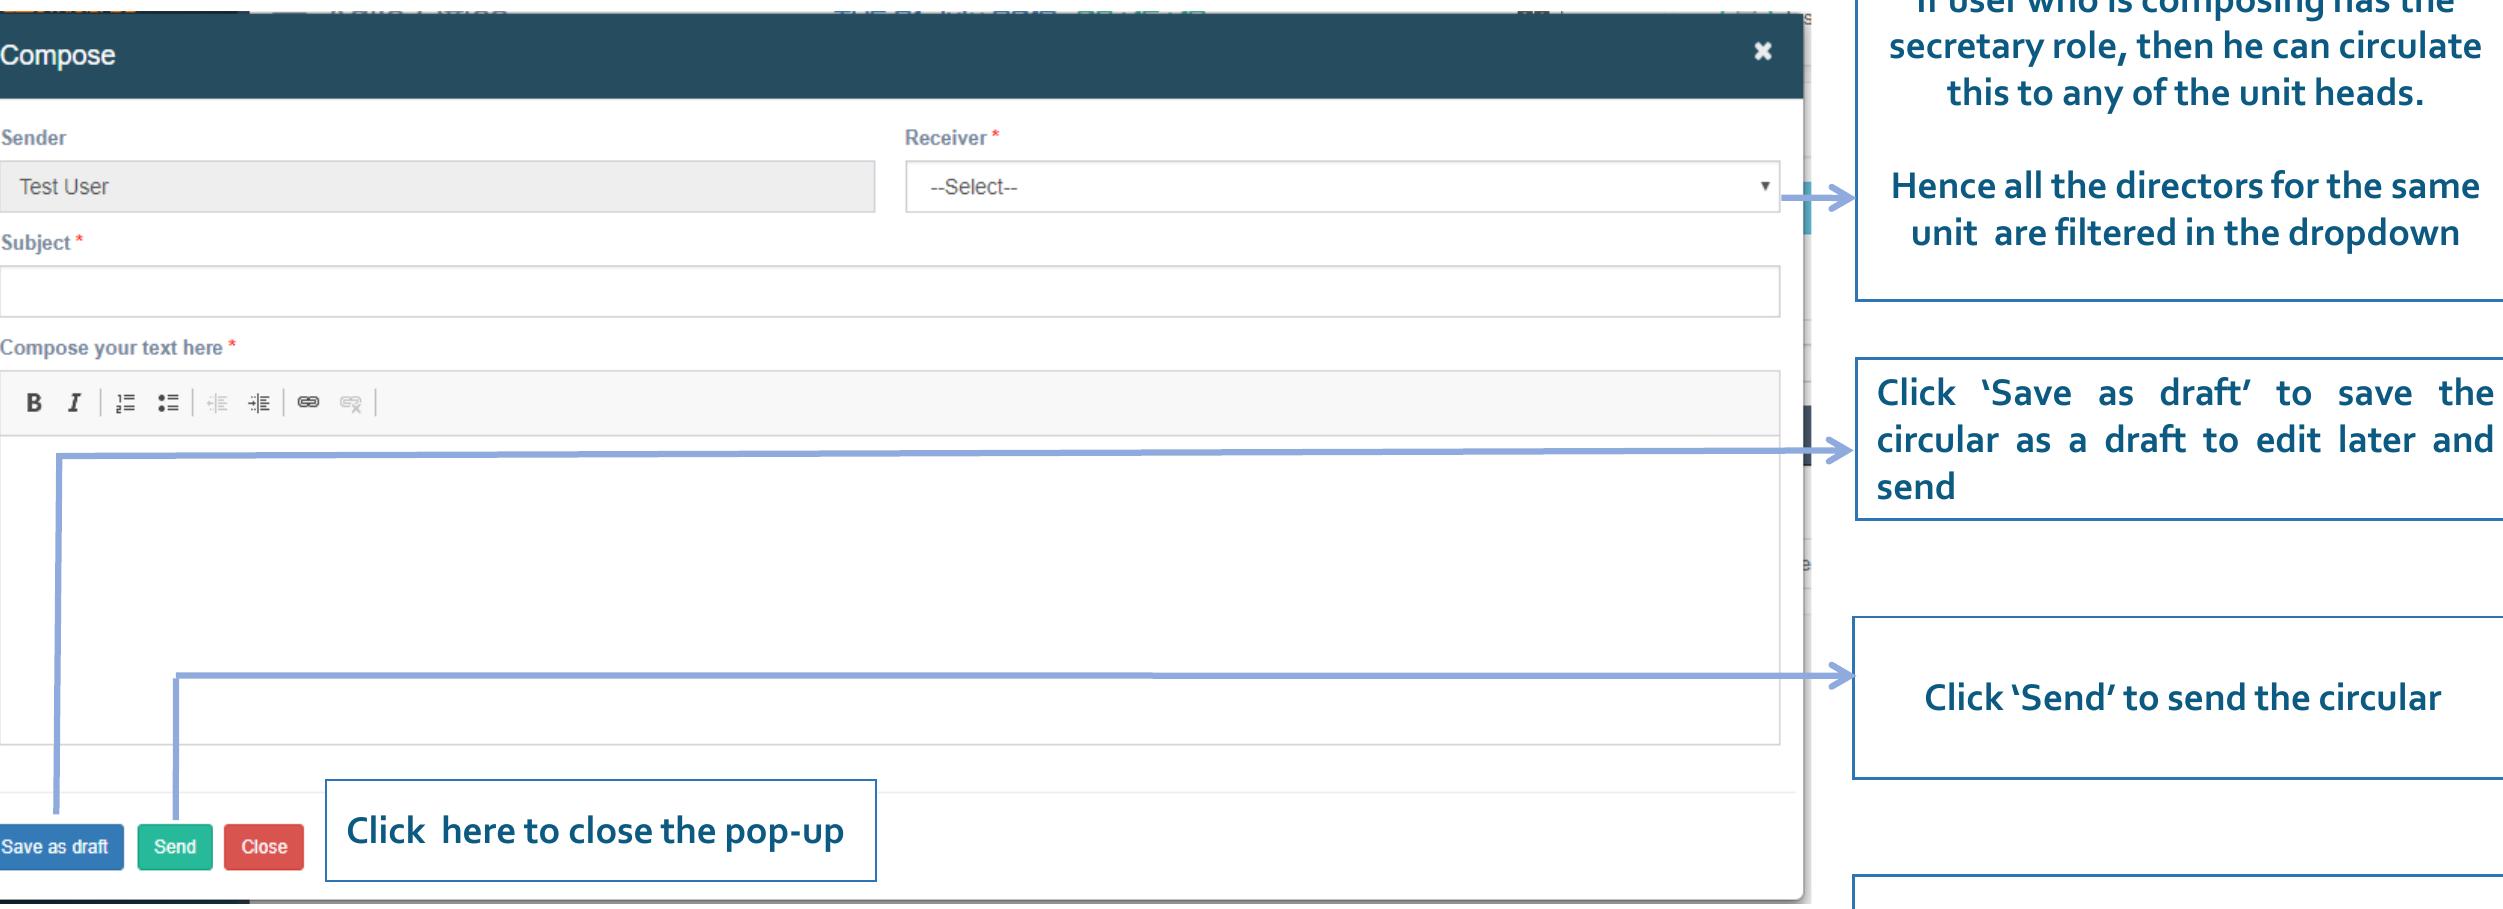 Compose
Sender
Receiver *
Test User
--Select--
Subject *
Compose your text here *
B I
Save as draft
Send
Close
Click here to close the pop-up
If user who is composing has the
secretary role, then he can circulate
this to any of the unit heads.
Hence all the directors for the same
unit are filtered in the dropdown
Click ‘Save as draft’ to save the
circular as a draft to edit later and
send
Click ‘Send’ to send the circular